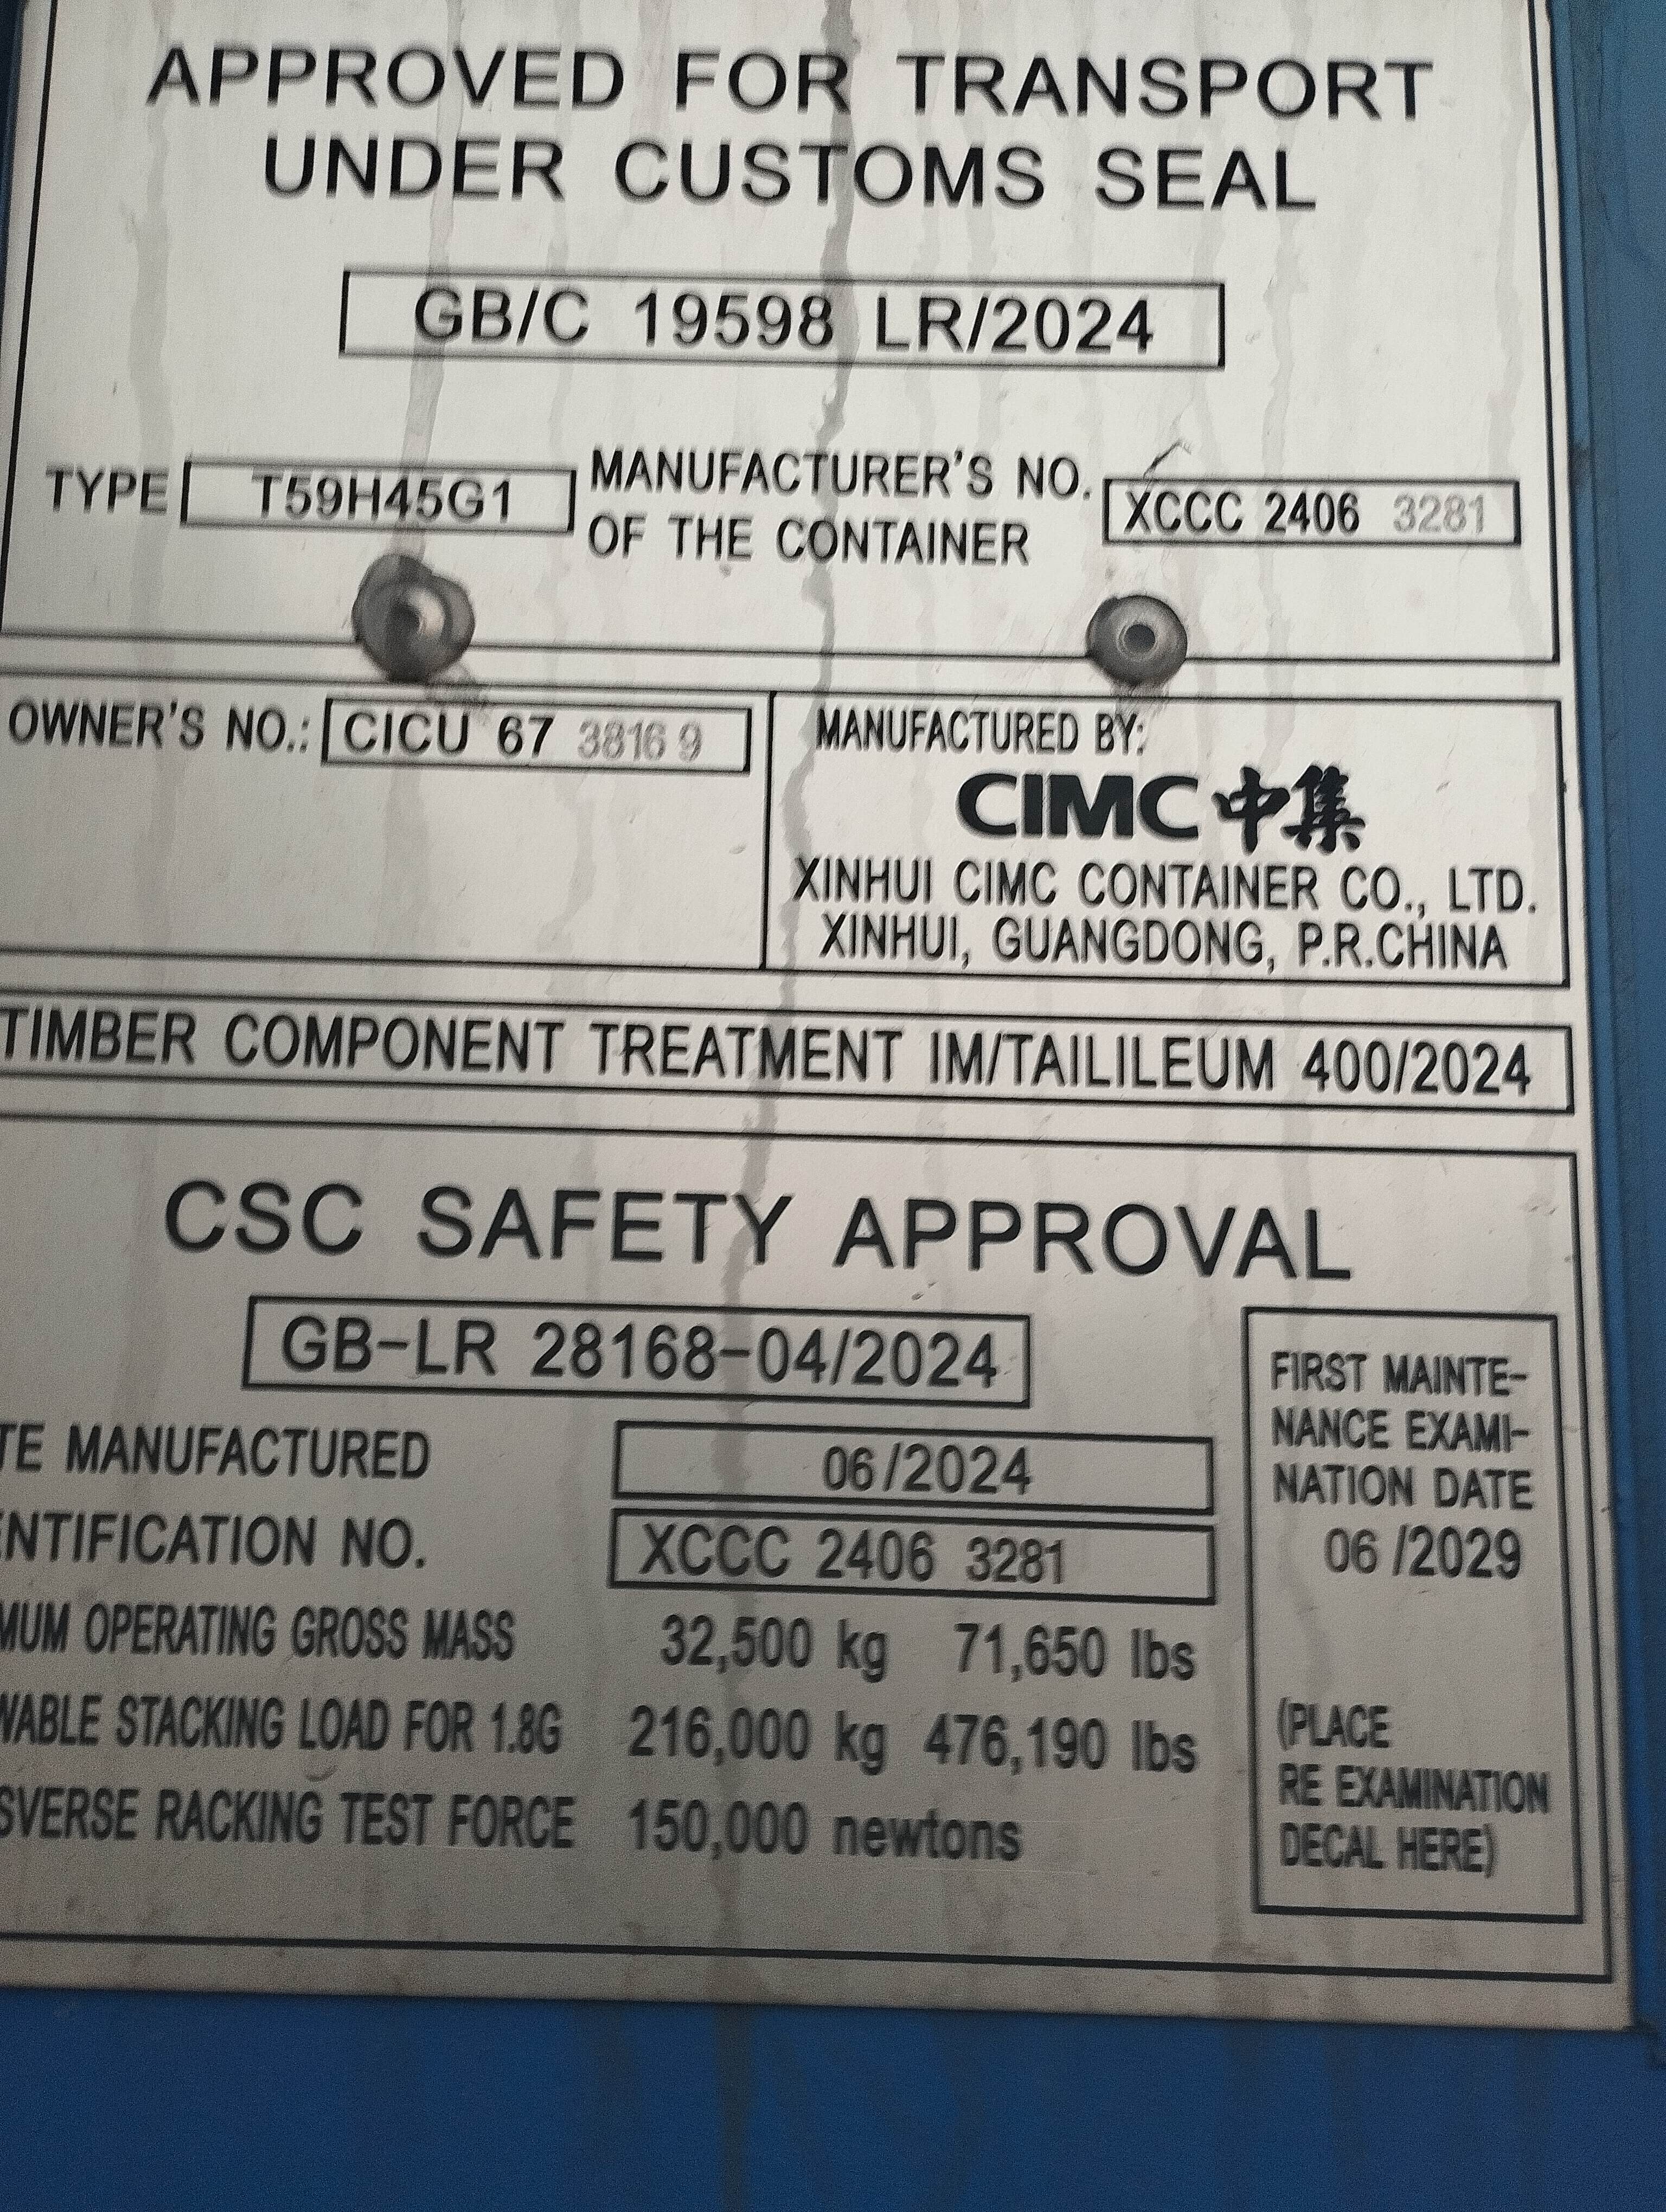 APPROVED FOR TRANSPORT
UNDER CUSTOMS SEAL
GB/C 19598 LR/2024
TYPE T59H45G1
MANUFACTURER'S NO.
OF THE CONTAINER
XCCC 2406 3281
OWNER'S NO.: CICU 67 3816 9
MANUFACTURED BY:
CIMC 中集
XINHUI CIMC CONTAINER CO., LTD.
XINHUI, GUANGDONG, P.R.CHINA
TIMBER COMPONENT TREATMENT IM/TAILILEUM 400/2024
CSC SAFETY APPROVAL
GB-LR 28168-04/2024
TE MANUFACTURED 06/2024
ENTIFICATION NO. XCCC 2406 3281
MUM OPERATING GROSS MASS 32,500 kg 71,650 lbs
WABLE STACKING LOAD FOR 1.8G 216,000 kg 476,190 lbs
SVERSE RACKING TEST FORCE 150,000 newtons
FIRST MAINTE-
NANCE EXAMI-
NATION DATE
06 /2029
(PLACE
RE EXAMINATION
DECAL HERE)